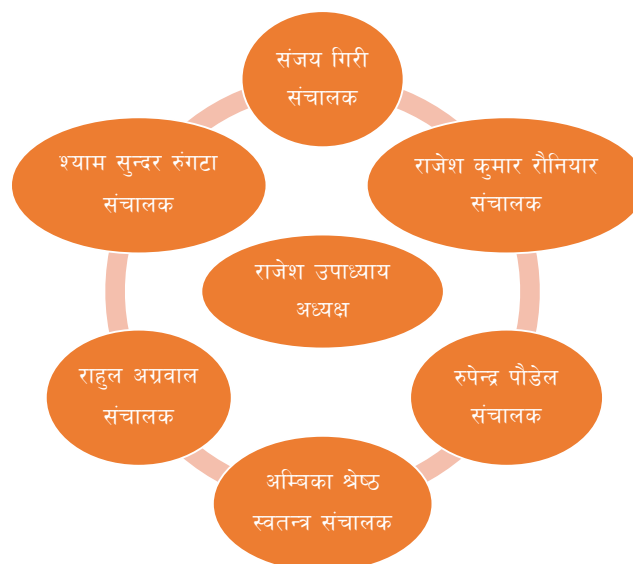 संजय गिरी
संचालक
श्याम सुन्दर रुंगटा
संचालक
राजेश कुमार रौनियार
संचालक
राजेश उपाध्याय
अध्यक्ष
राहुल अग्रवाल
संचालक
रुपेन्द्र पौडेल
संचालक
अम्बिका श्रेष्ठ
स्वतन्त्र संचालक